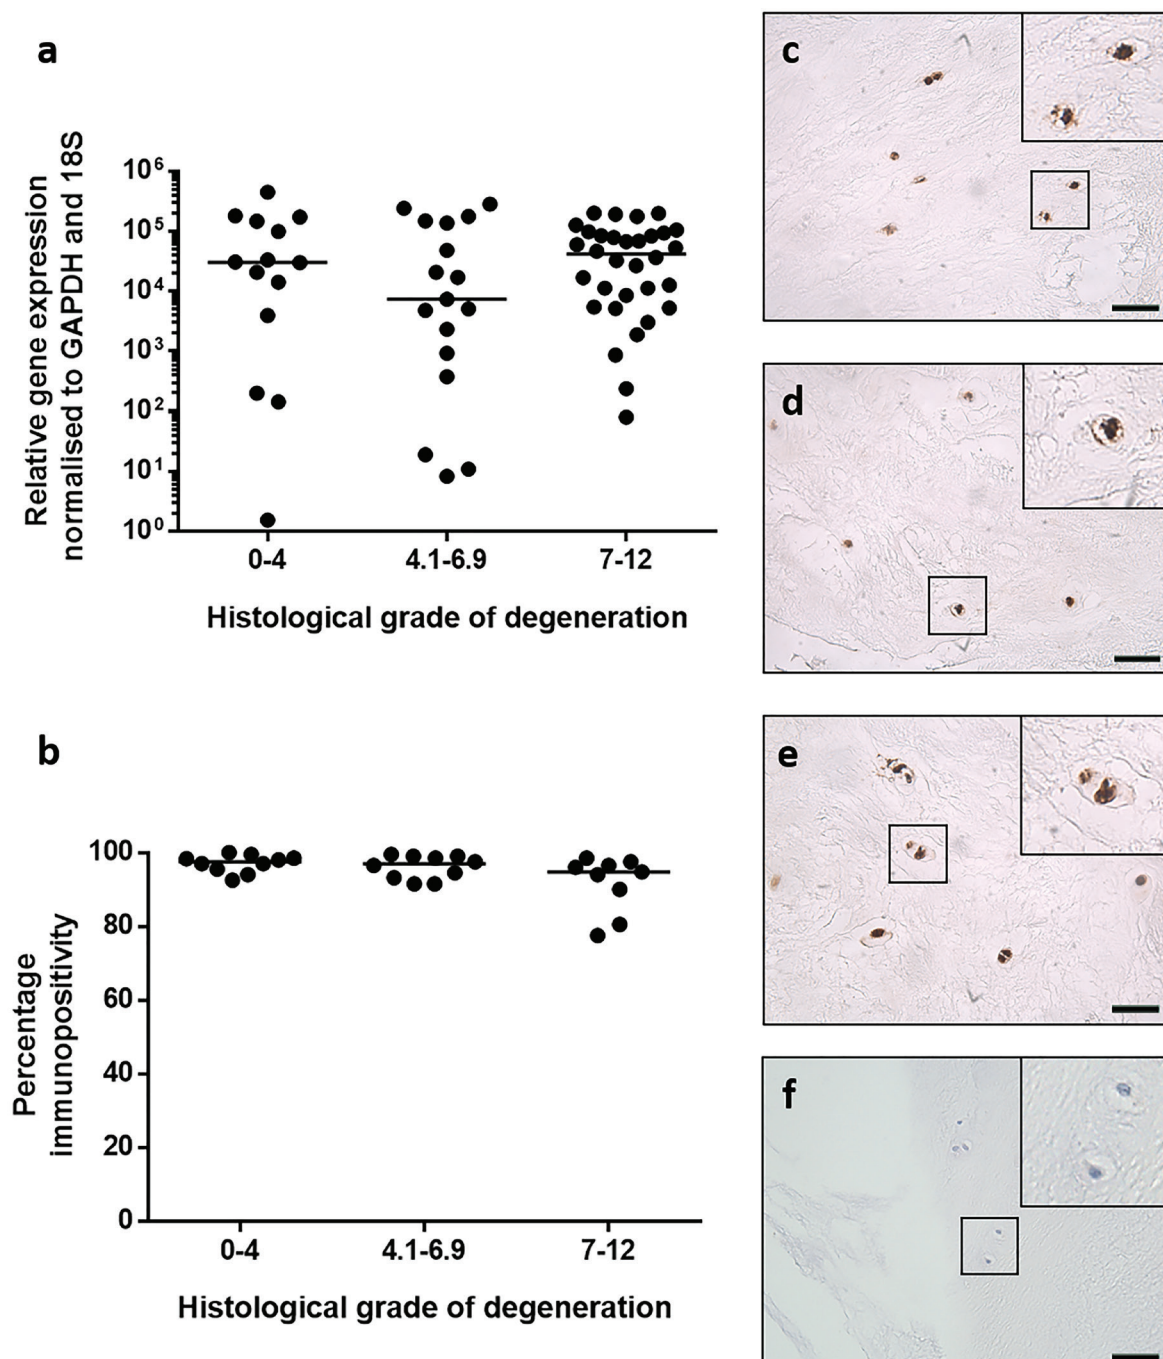 a
Relative gene expression
normalised to GAPDH and 18S
10⁶
10⁵
10⁴
10³
10²
10¹
10⁰
0-4
4.1-6.9
7-12
Histological grade of degeneration
b
Percentage
immunopositivity
100
80
60
40
20
0
0-4
4.1-6.9
7-12
Histological grade of degeneration
c
d
e
f